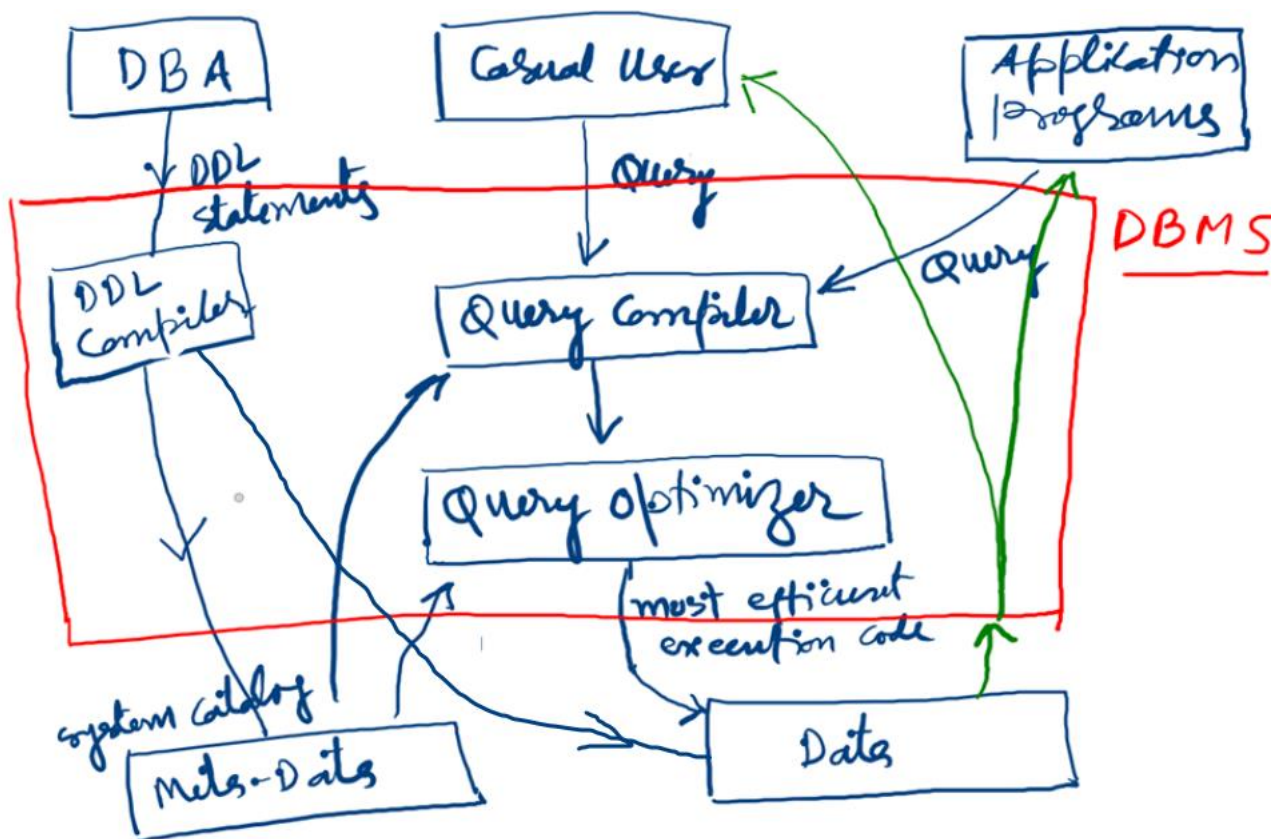 DBA
Casual User
Application
programs
DDL
statements
Query
DBMS
Query
DDL
Compiler
Query Compiler
Query Optimizer
most efficient
execution code
system catalog
Meta-Data
Data